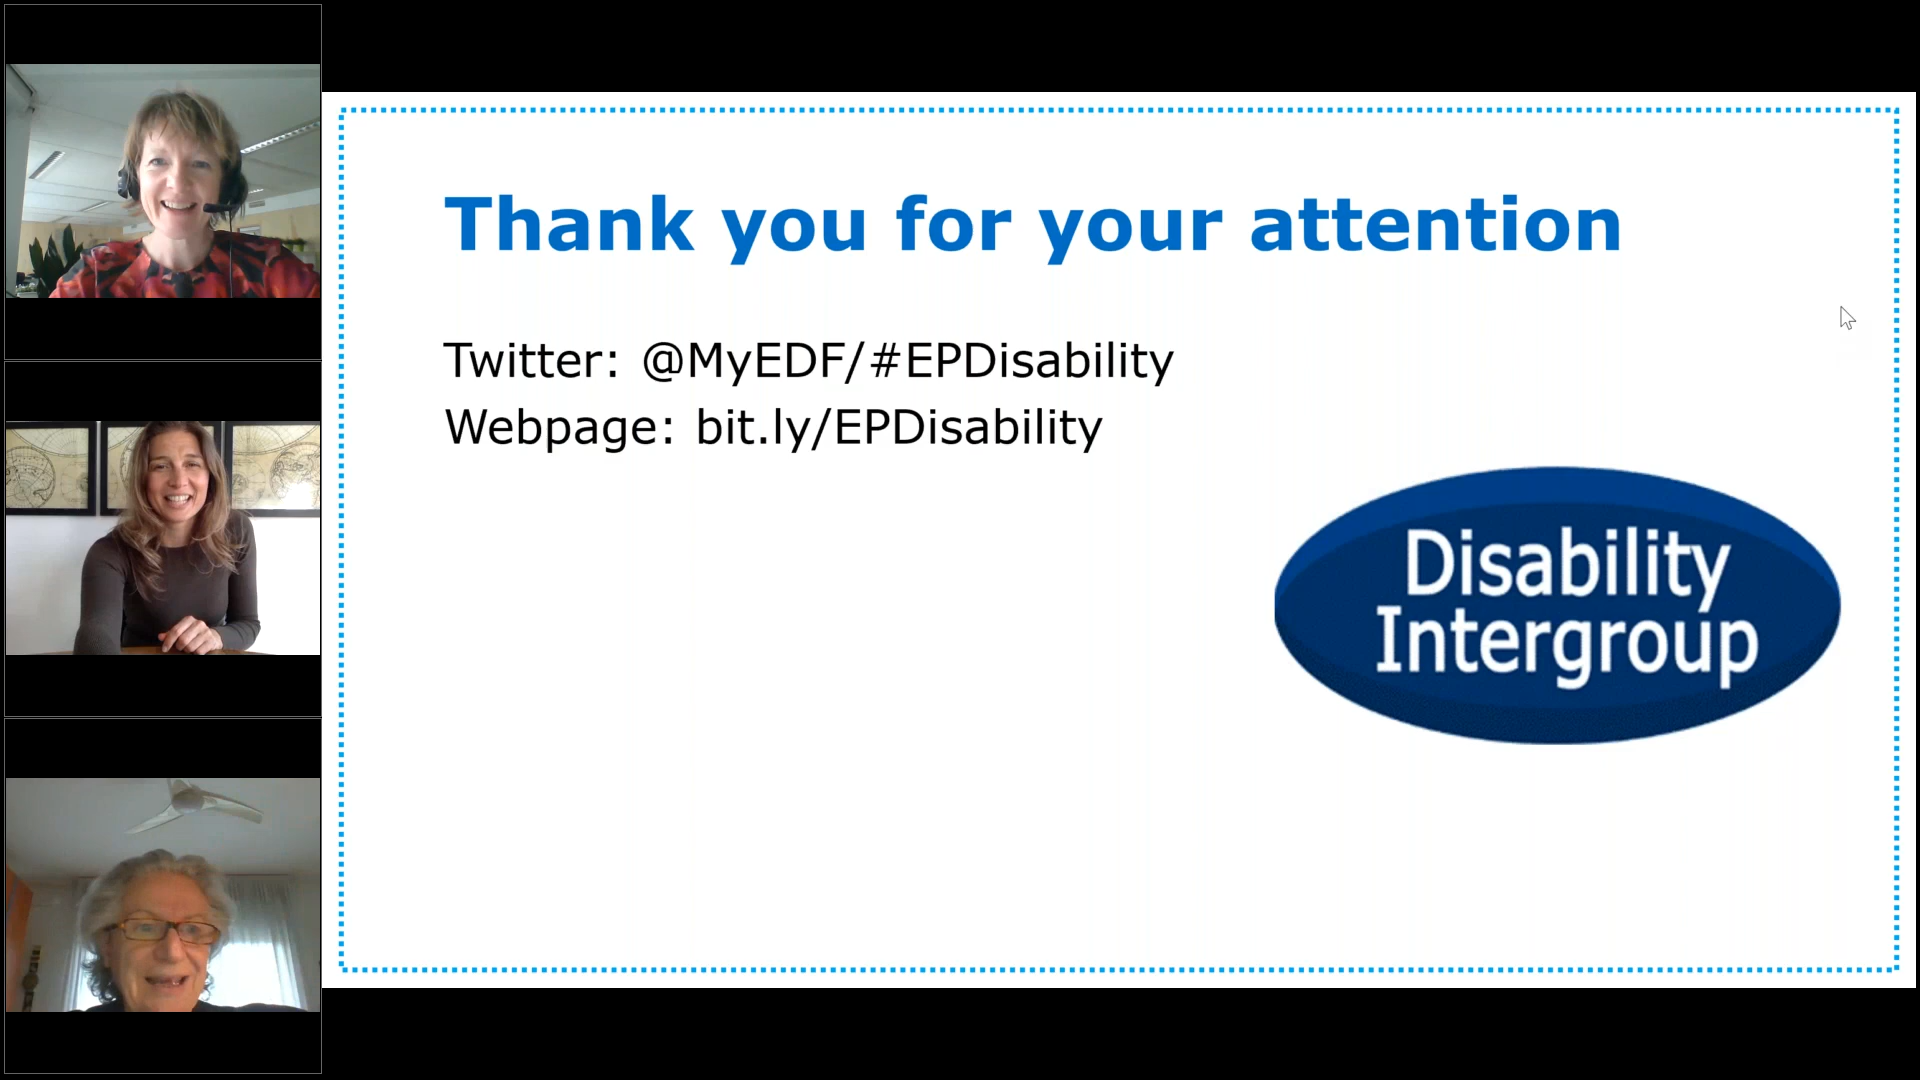 Thank you for your attention
Twitter: @MyEDF/#EPDisability
Webpage: bit.ly/EPDisability
Disability
Intergroup